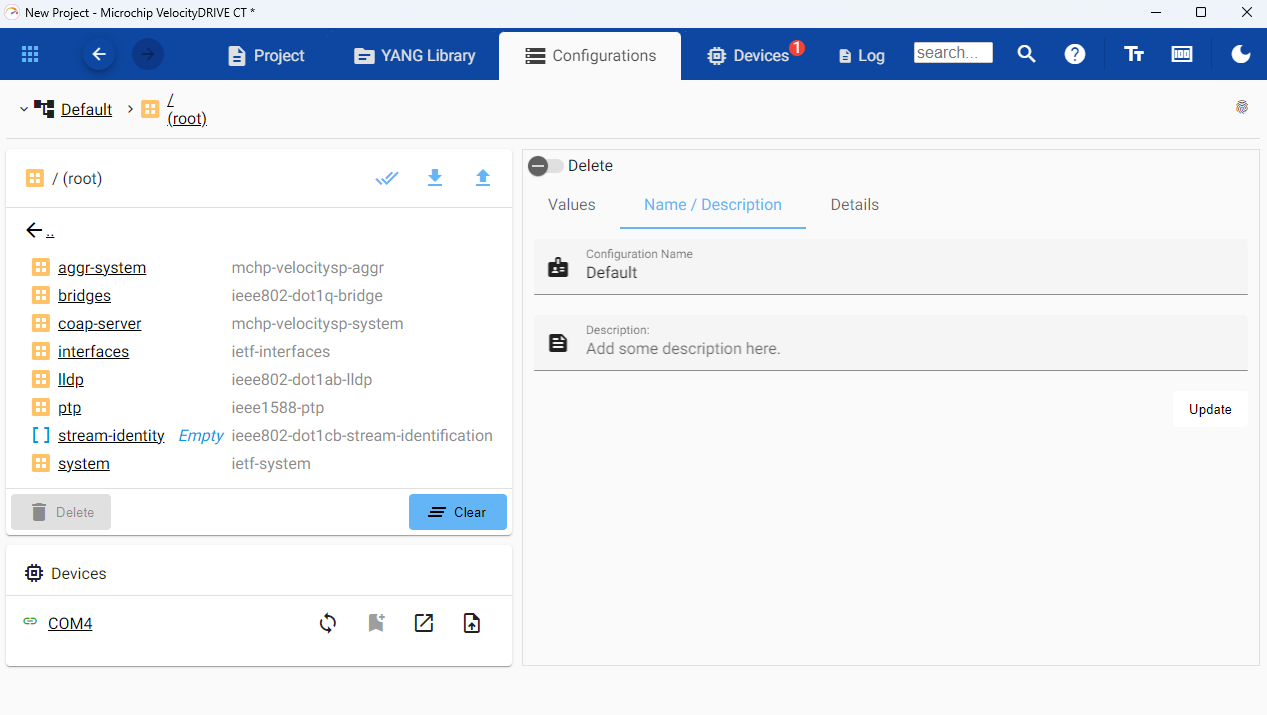 New Project - Microchip VelocityDRIVE CT *
Project
YANG Library
Configurations
Devices
1
Log
search...
?
Tт
100
Default
/
(root)
/ (root)
..
aggr-system mchp-velocitysp-aggr
bridges ieee802-dot1q-bridge
coap-server mchp-velocitysp-system
interfaces ietf-interfaces
lldp ieee802-dot1ab-lldp
ptp ieee1588-ptp
[ ] stream-identity Empty ieee802-dot1cb-stream-identification
system ietf-system
Delete
Clear
Devices
COM4
Delete
Values
Name / Description
Details
Configuration Name
Default
Description:
Add some description here.
Update